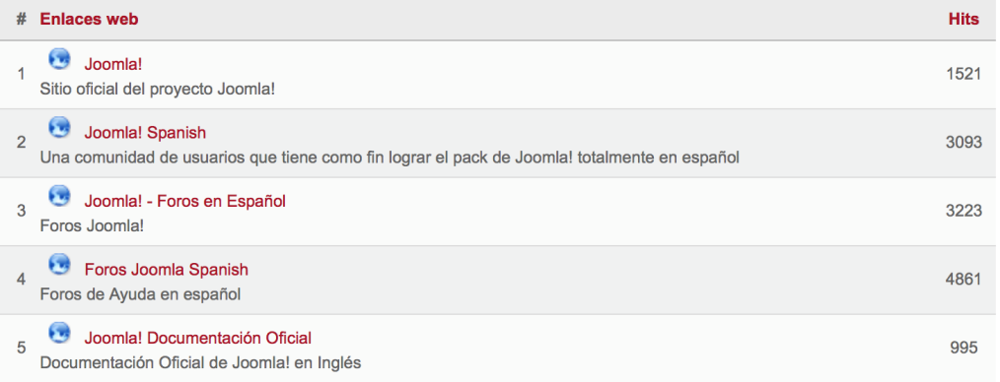 # Enlaces web Hits
1 Joomla! 1521
Sitio oficial del proyecto Joomla!
2 Joomla! Spanish 3093
Una comunidad de usuarios que tiene como fin lograr el pack de Joomla! totalmente en español
3 Joomla! - Foros en Español 3223
Foros Joomla!
4 Foros Joomla Spanish 4861
Foros de Ayuda en español
5 Joomla! Documentación Oficial 995
Documentación Oficial de Joomla! en Inglés